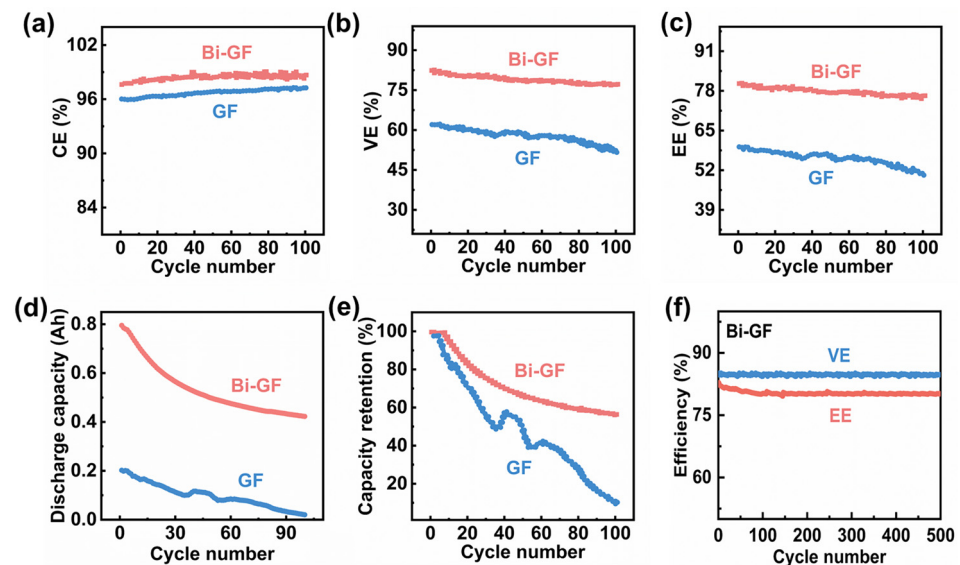 (a)
102
96
90
84
CE (%)
Bi-GF
GF
0 20 40 60 80 100
Cycle number
(b)
90
75
60
45
30
VE (%)
Bi-GF
GF
0 20 40 60 80 100
Cycle number
(c)
91
78
65
52
39
EE (%)
Bi-GF
GF
0 20 40 60 80 100
Cycle number
(d)
0.8
0.6
0.4
0.2
0.0
Discharge capacity (Ah)
Bi-GF
GF
0 30 60 90
Cycle number
(e)
100
80
60
40
20
Capacity retention (%)
Bi-GF
GF
0 20 40 60 80 100
Cycle number
(f)
Bi-GF
90
75
60
Efficiency (%)
VE
EE
0 100 200 300 400 500
Cycle number